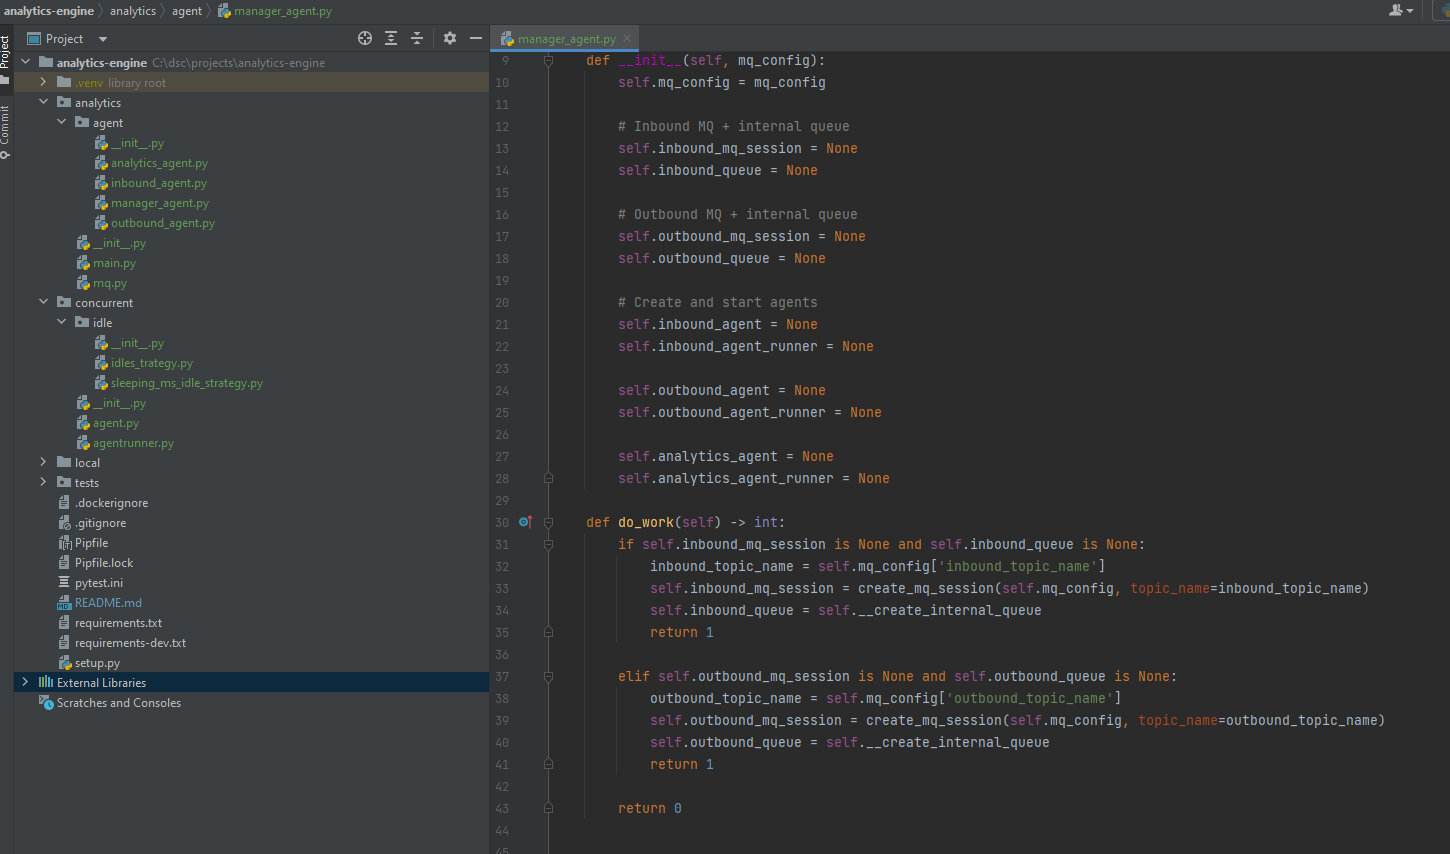 analytics-engine analytics agent manager_agent.py
Project
Commit
Project
analytics-engine C:\dsc\projects\analytics-engine
.venv library root
analytics
agent
__init__.py
analytics_agent.py
inbound_agent.py
manager_agent.py
outbound_agent.py
__init__.py
main.py
mq.py
concurrent
idle
__init__.py
idles_trategy.py
sleeping_ms_idle_strategy.py
__init__.py
agent.py
agentrunner.py
local
tests
.dockerignore
.gitignore
Pipfile
Pipfile.lock
pytest.ini
README.md
requirements.txt
requirements-dev.txt
setup.py
External Libraries
Scratches and Consoles
manager_agent.py
9 def __init__(self, mq_config):
10 self.mq_config = mq_config
11
12 # Inbound MQ + internal queue
13 self.inbound_mq_session = None
14 self.inbound_queue = None
15
16 # Outbound MQ + internal queue
17 self.outbound_mq_session = None
18 self.outbound_queue = None
19
20 # Create and start agents
21 self.inbound_agent = None
22 self.inbound_agent_runner = None
23
24 self.outbound_agent = None
25 self.outbound_agent_runner = None
26
27 self.analytics_agent = None
28 self.analytics_agent_runner = None
29
30 def do_work(self) -> int:
31 if self.inbound_mq_session is None and self.inbound_queue is None:
32 inbound_topic_name = self.mq_config['inbound_topic_name']
33 self.inbound_mq_session = create_mq_session(self.mq_config, topic_name=inbound_topic_name)
34 self.inbound_queue = self.__create_internal_queue
35 return 1
36
37 elif self.outbound_mq_session is None and self.outbound_queue is None:
38 outbound_topic_name = self.mq_config['outbound_topic_name']
39 self.outbound_mq_session = create_mq_session(self.mq_config, topic_name=outbound_topic_name)
40 self.outbound_queue = self.__create_internal_queue
41 return 1
42
43 return 0
44
45